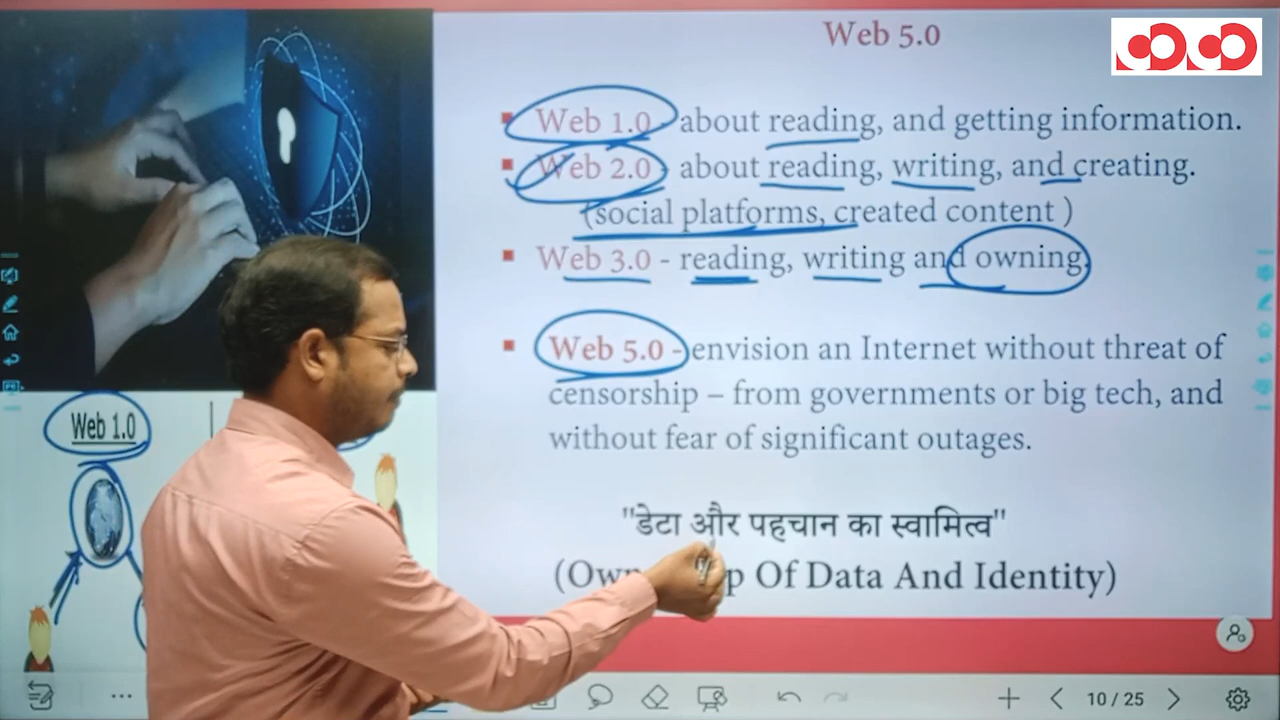 Web 5.0
Web 1.0 about reading, and getting information.
Web 2.0 - about reading, writing, and creating.
(social platforms, created content )
Web 3.0 - reading, writing and owning.
Web 5.0 - envision an Internet without threat of
censorship – from governments or big tech, and
without fear of significant outages.
"डेटा और पहचान का स्वामित्व"
Of Data And Identity)
Web 1.0
10 / 25